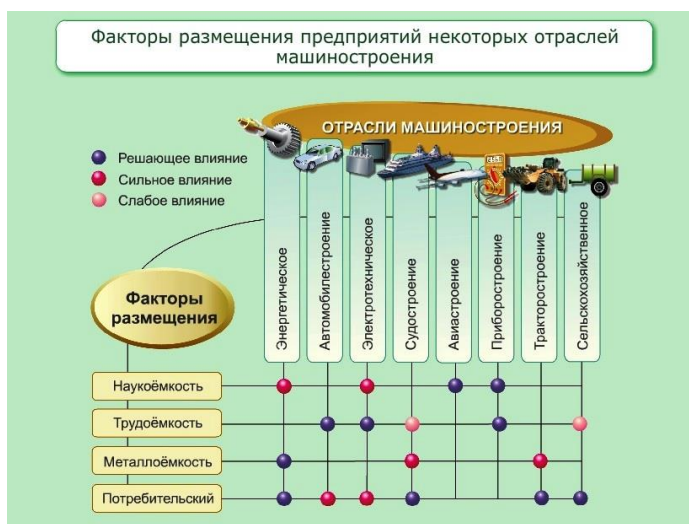 Факторы размещения предприятий некоторых отраслей
машиностроения
ОТРАСЛИ МАШИНОСТРОЕНИЯ
Решающее влияние
Сильное влияние
Слабое влияние
Факторы
размещения
Энергетическое
Автомобилестроение
Электротехническое
Судостроение
Авиастроение
Приборостроение
Тракторостроение
Сельскохозяйственное
Наукоёмкость
Трудоёмкость
Металлоёмкость
Потребительский